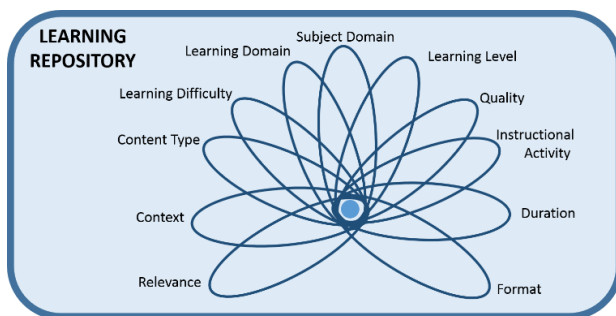 LEARNING
REPOSITORY
Subject Domain
Learning Domain
Learning Level
Learning Difficulty
Quality
Content Type
Instructional
Activity
Context
Duration
Relevance
Format